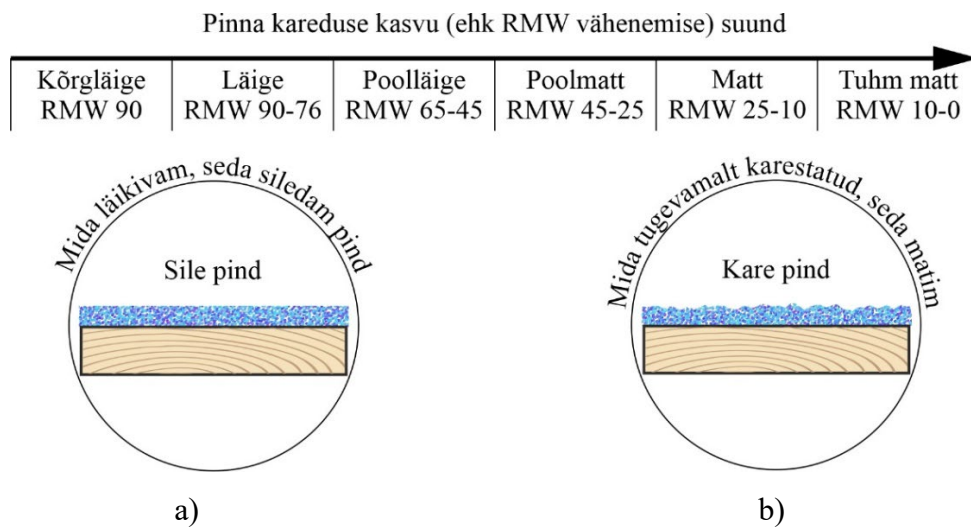 Pinna kareduse kasvu (ehk RMW vähenemise) suund
Kõrgläige
RMW 90
Läige
RMW 90-76
Poolläige
RMW 65-45
Poolmatt
RMW 45-25
Matt
RMW 25-10
Tuhm matt
RMW 10-0
Mida läikivam, seda siledam pind
Sile pind
a)
Mida tugevamalt karestatud, seda matim
Kare pind
b)